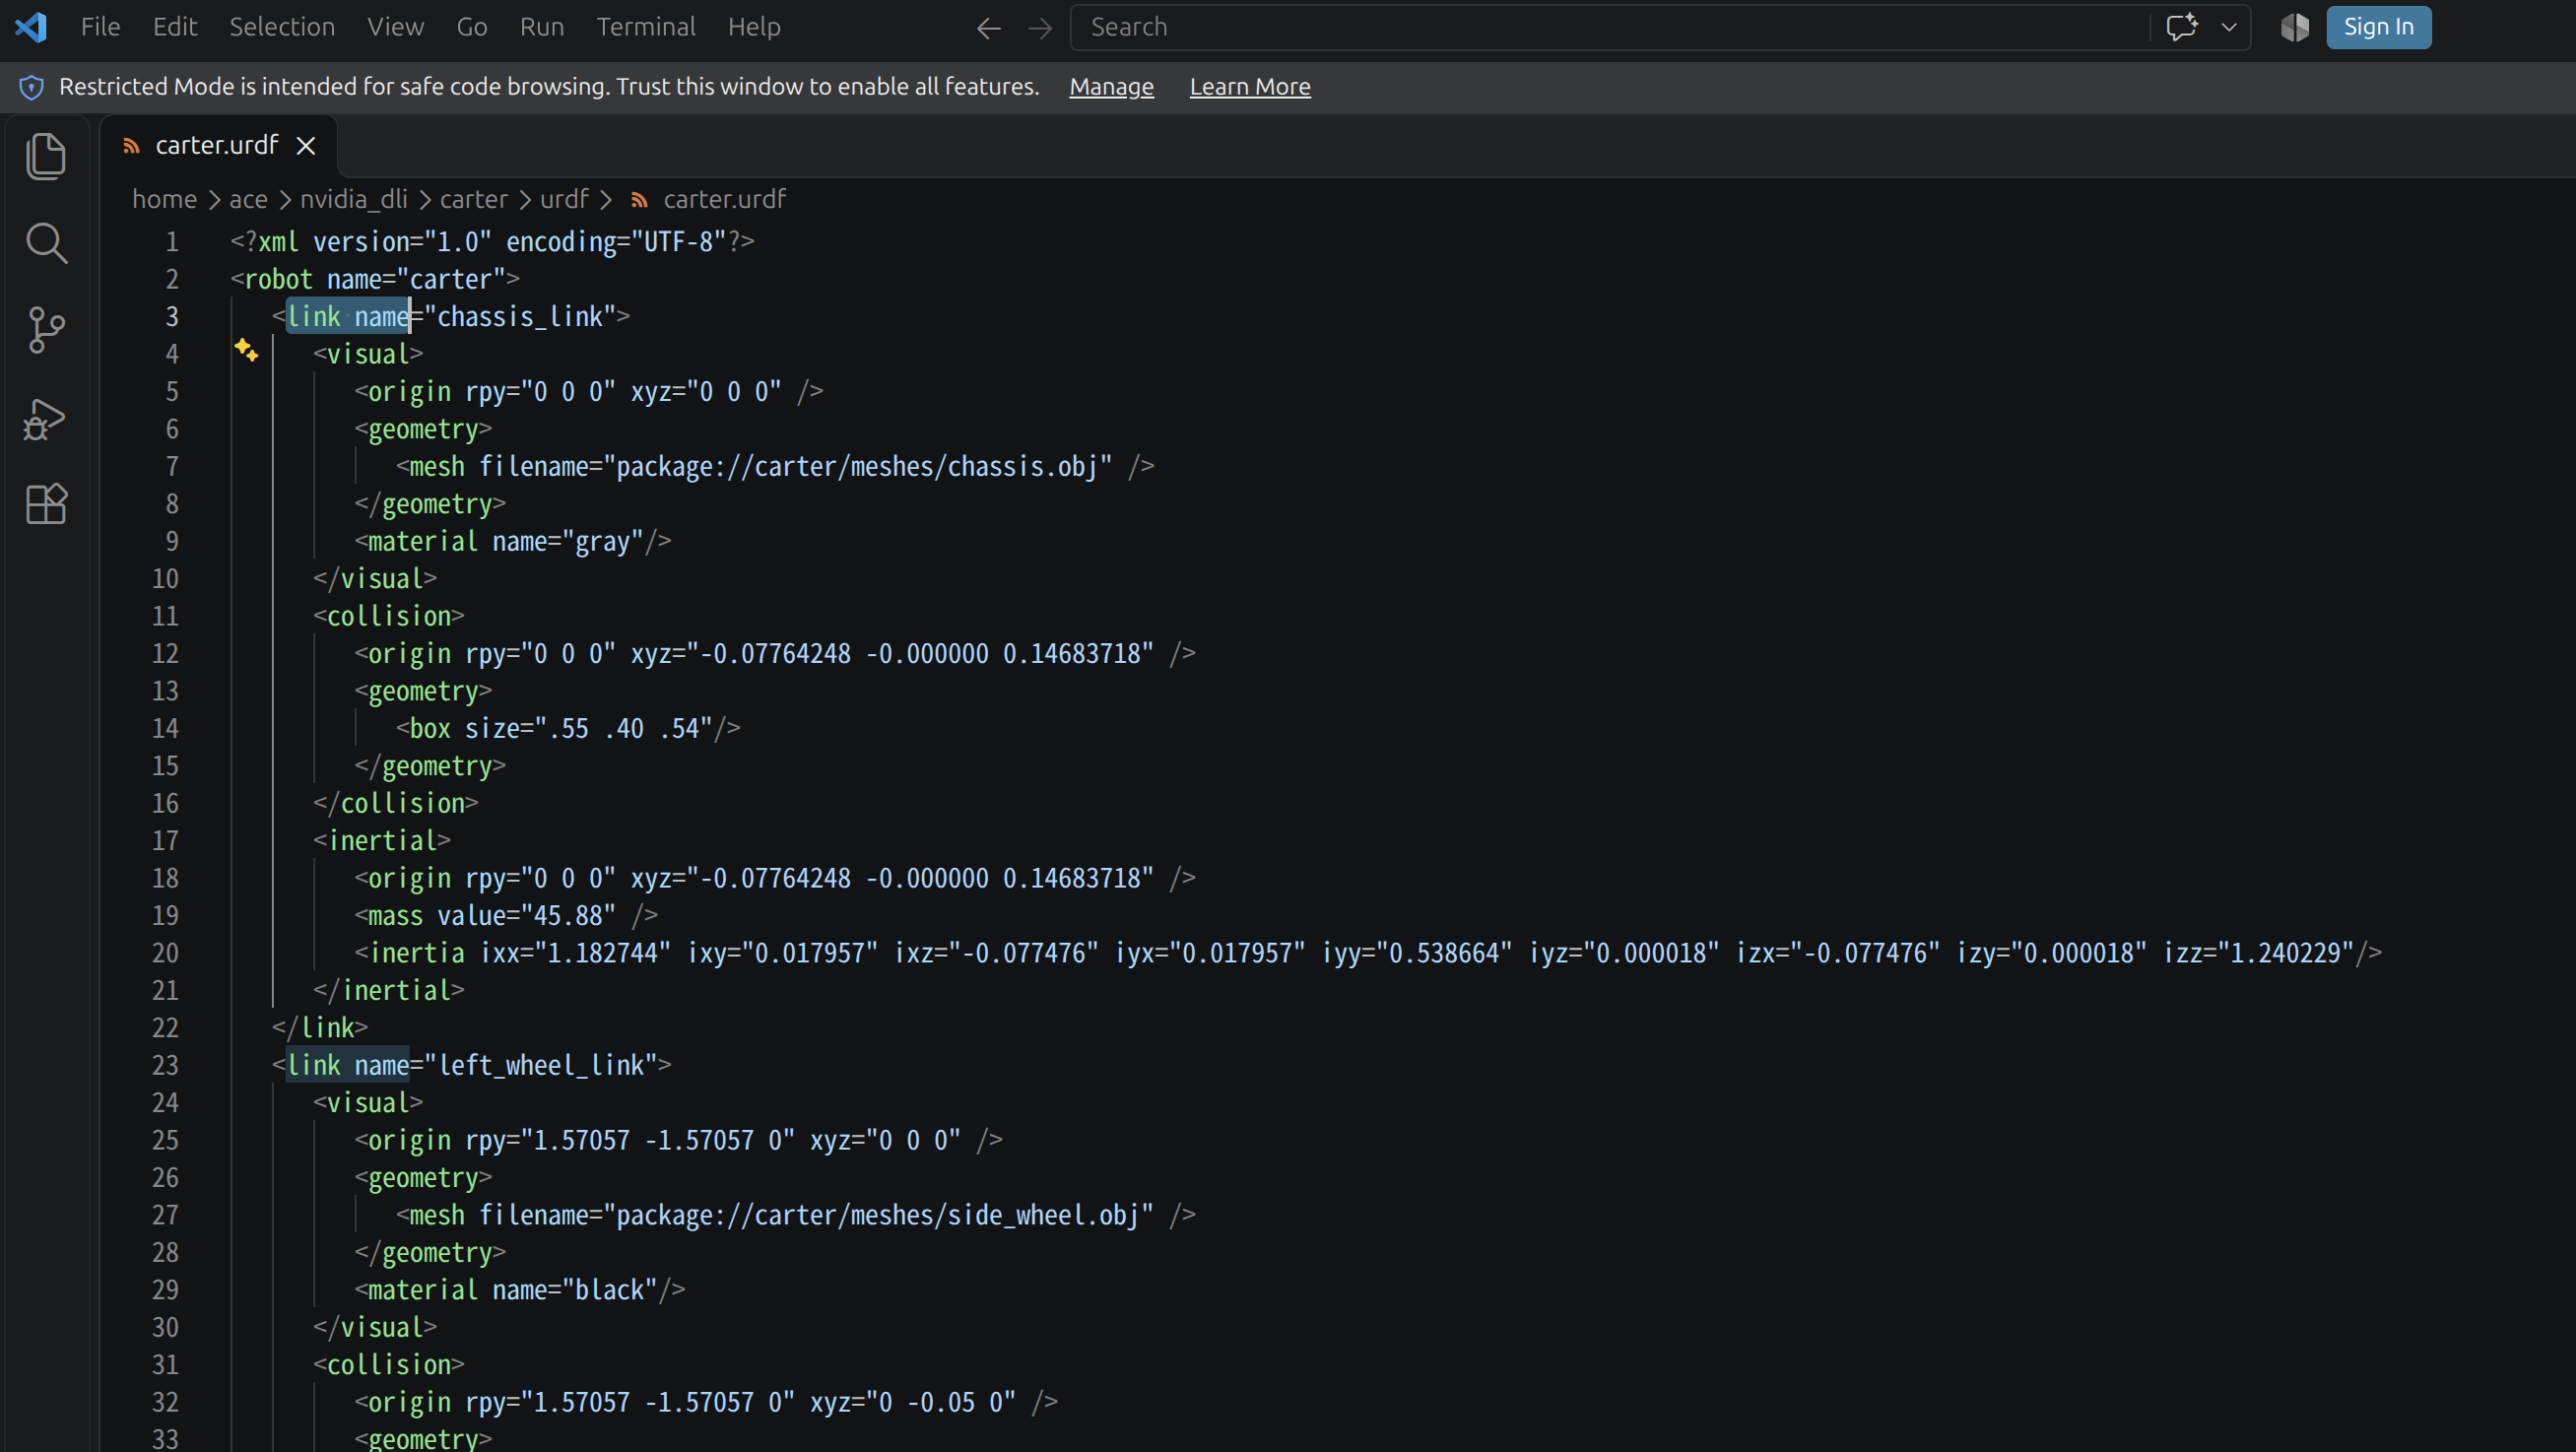 File Edit Selection View Go Run Terminal Help Search Sign In
Restricted Mode is intended for safe code browsing. Trust this window to enable all features. Manage Learn More
carter.urdf
home > ace > nvidia_dli > carter > urdf > carter.urdf
1 <?xml version="1.0" encoding="UTF-8"?>
2 <robot name="carter">
3 <link name="chassis_link">
4 <visual>
5 <origin rpy="0 0 0" xyz="0 0 0" />
6 <geometry>
7 <mesh filename="package://carter/meshes/chassis.obj" />
8 </geometry>
9 <material name="gray"/>
10 </visual>
11 <collision>
12 <origin rpy="0 0 0" xyz="-0.07764248 -0.000000 0.14683718" />
13 <geometry>
14 <box size=".55 .40 .54"/>
15 </geometry>
16 </collision>
17 <inertial>
18 <origin rpy="0 0 0" xyz="-0.07764248 -0.000000 0.14683718" />
19 <mass value="45.88" />
20 <inertia ixx="1.182744" ixy="0.017957" ixz="-0.077476" iyx="0.017957" iyy="0.538664" iyz="0.000018" izx="-0.077476" izy="0.000018" izz="1.240229"/>
21 </inertial>
22 </link>
23 <link name="left_wheel_link">
24 <visual>
25 <origin rpy="1.57057 -1.57057 0" xyz="0 0 0" />
26 <geometry>
27 <mesh filename="package://carter/meshes/side_wheel.obj" />
28 </geometry>
29 <material name="black"/>
30 </visual>
31 <collision>
32 <origin rpy="1.57057 -1.57057 0" xyz="0 -0.05 0" />
33 <geometry>